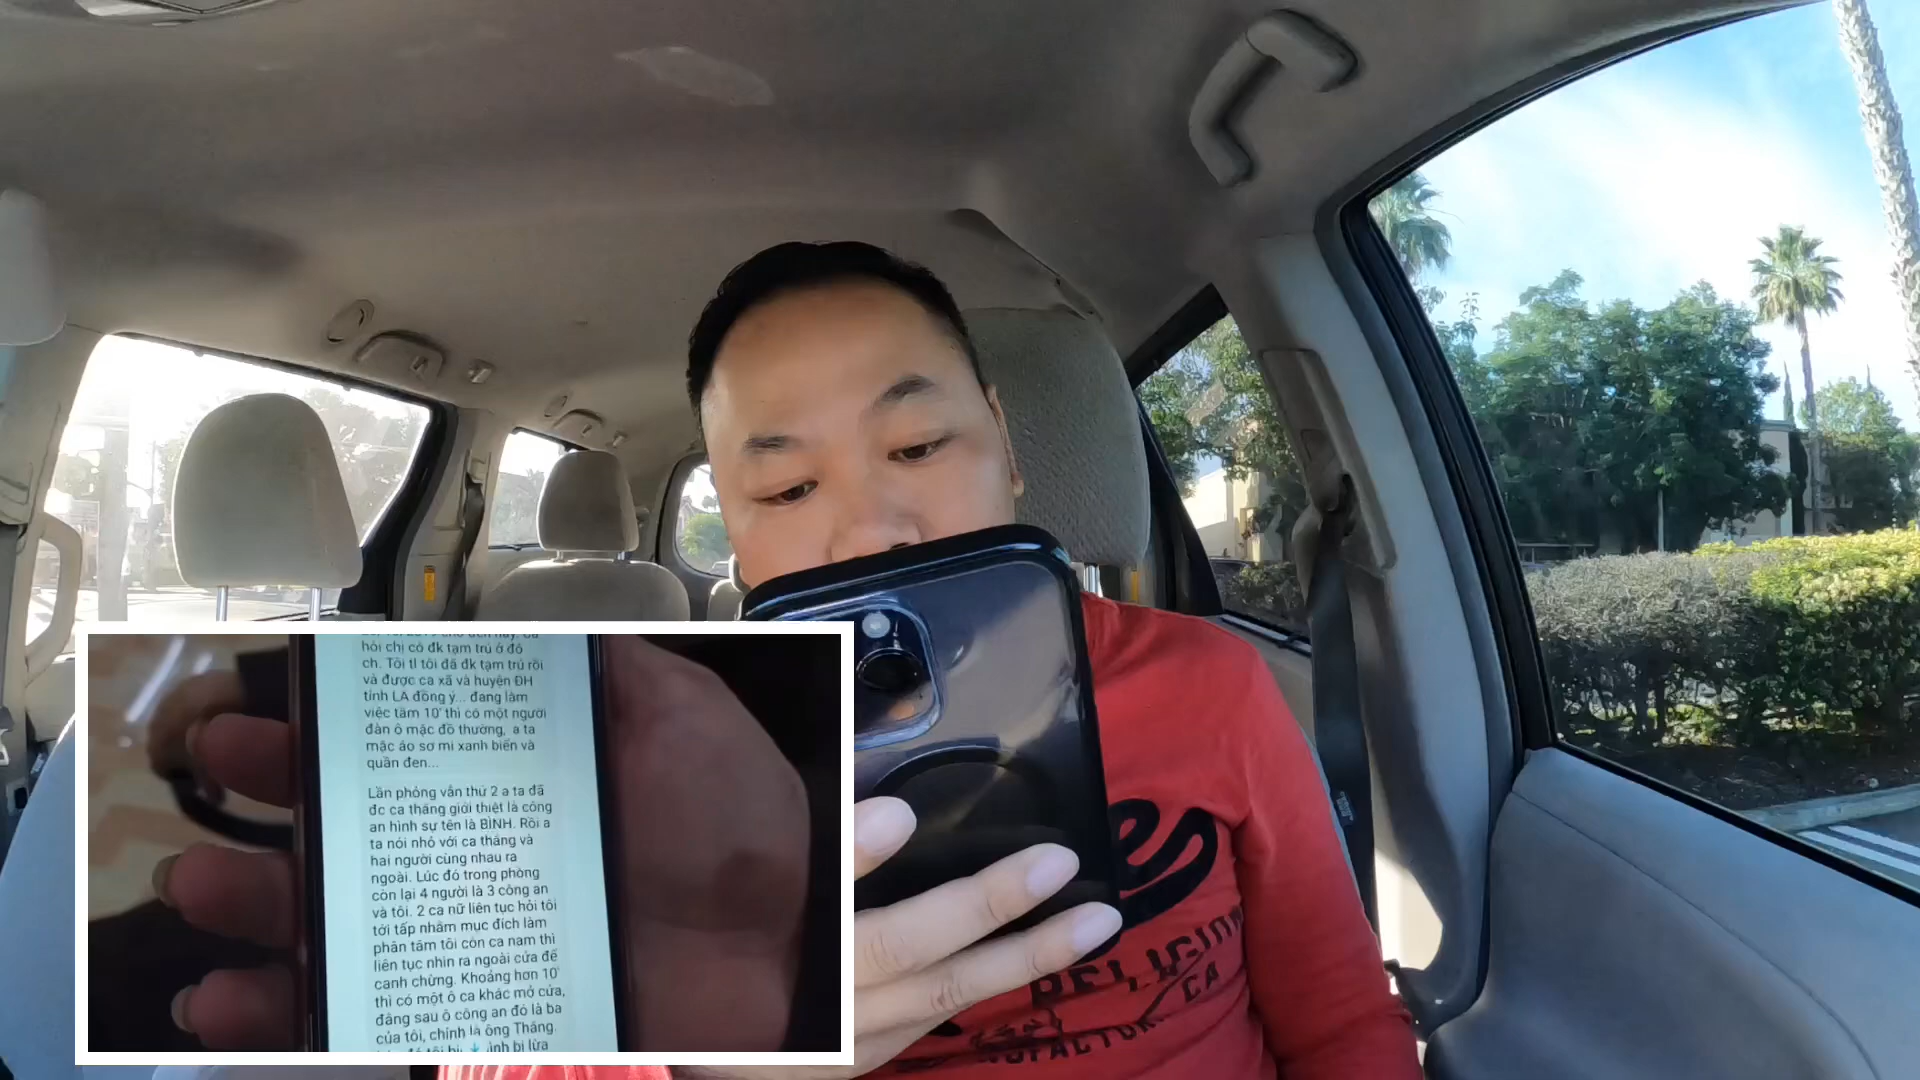 hỏi chị có đk tạm trú ở đó
ch. Tôi tl tôi đã đk tạm trú rồi
và được ca xã và huyện ĐH
tỉnh LA đồng ý... đang làm
việc tầm 10' thì có một người
đàn ô mặc đồ thường, a ta
mặc áo sơ mi xanh biển và
quần đen...
Lần phỏng vấn thứ 2 a ta đã
đc ca thắng giới thiệt là công
an hình sự tên là BÌNH. Rồi a
ta nói nhỏ với ca thắng và
hai người cùng nhau ra
ngoài. Lúc đó trong phòng
còn lại 4 người là 3 công an
và tôi. 2 ca nữ liên tục hỏi tôi
tới tấp nhằm mục đích làm
phân tâm tôi còn ca nam thì
liên tục nhìn ra ngoài cửa để
canh chừng. Khoảng hơn 10'
thì có một ô ca khác mở cửa,
đằng sau ô công an đó là ba
của tôi, chính là ông Thắng.
bị lừa
RELIGION
CA